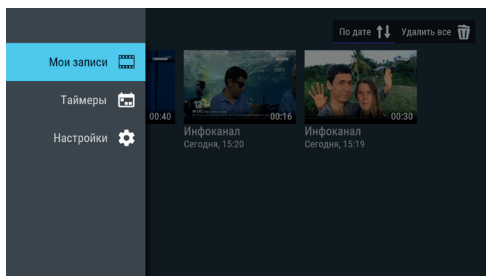 По дате Удалить все
Мои записи
Таймеры
Настройки
00:40
00:16
00:30
Инфоканал
Сегодня, 15:20
Инфоканал
Сегодня, 15:19